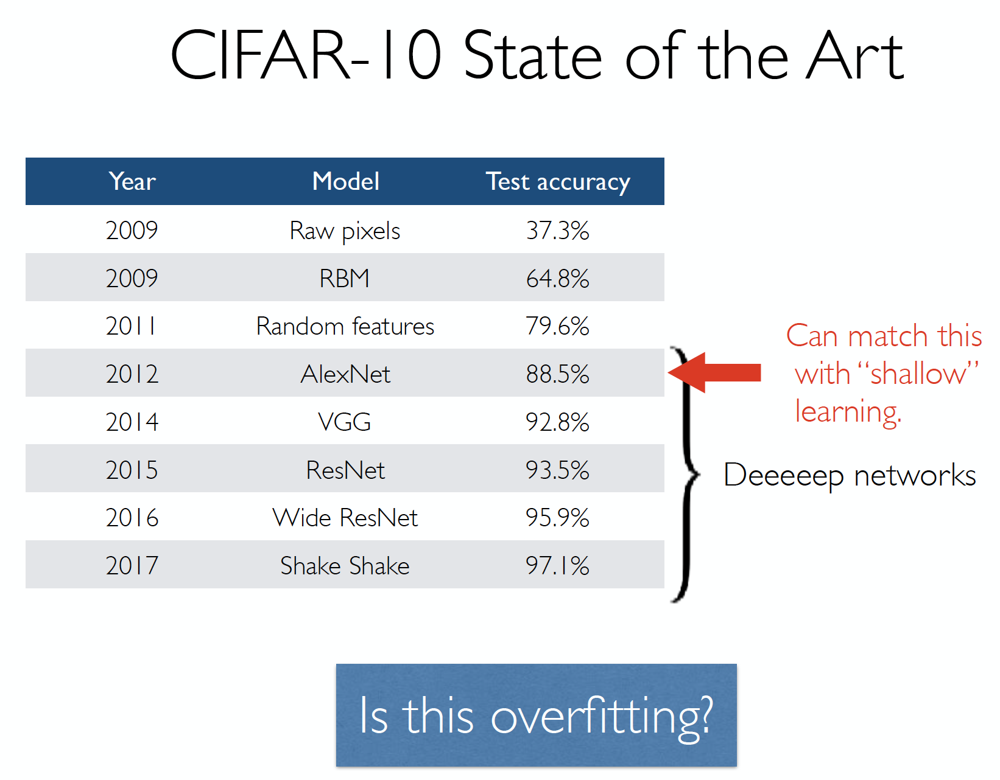 CIFAR-10 State of the Art
Year Model Test accuracy
2009 Raw pixels 37.3%
2009 RBM 64.8%
2011 Random features 79.6%
2012 AlexNet 88.5%
2014 VGG 92.8%
2015 ResNet 93.5%
2016 Wide ResNet 95.9%
2017 Shake Shake 97.1%
Can match this
with “shallow”
learning.
Deeeeep networks
Is this overfitting?